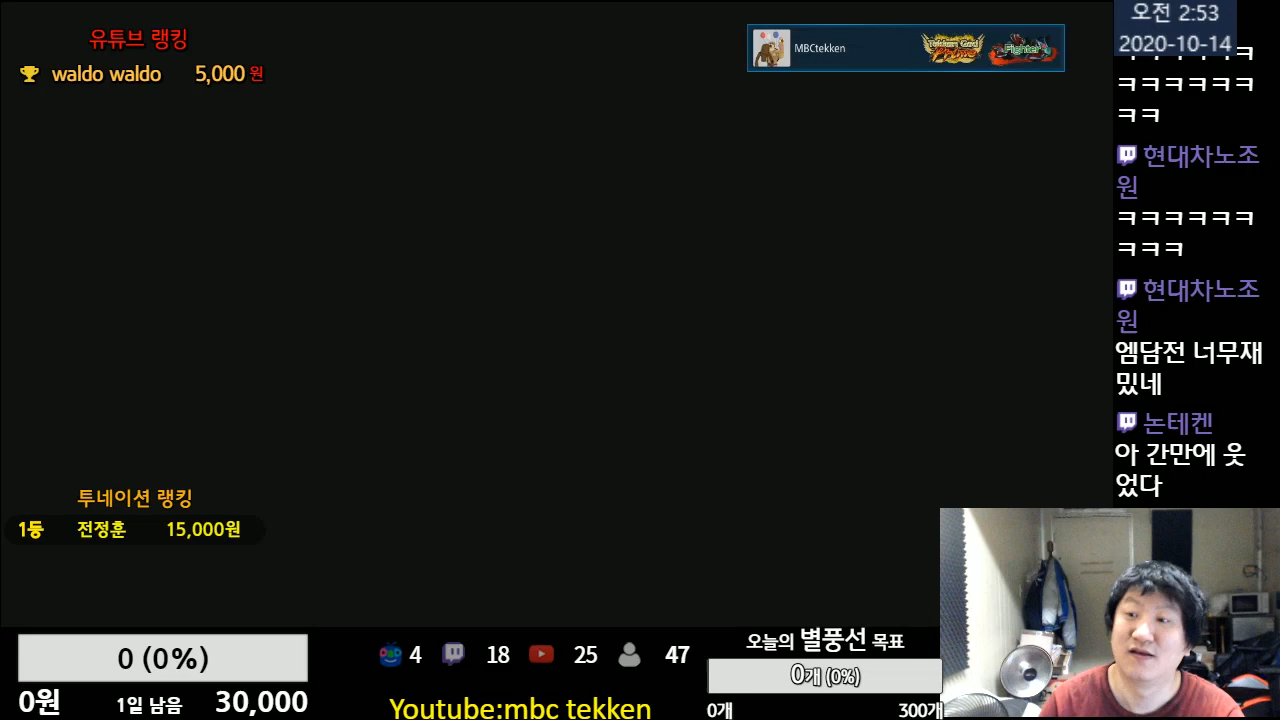 유튜브 랭킹
waldo waldo 5,000 원
MBCtekken
Tekken God
Prime
Fighter
오전 2:53
2020-10-14
ㅋㅋㅋㅋㅋㅋ
ㅋㅋ
현대차노조
원
ㅋㅋㅋㅋㅋㅋ
ㅋㅋㅋ
현대차노조
원
엠담전 너무재
밌네
논테켄
아 간만에 웃
었다
투네이션 랭킹
1등 전정훈 15,000원
0 (0%)
0원 1일 남음 30,000
4 18 25 47
Youtube:mbc tekken
오늘의 별풍선 목표
0개 (0%)
0개 300개